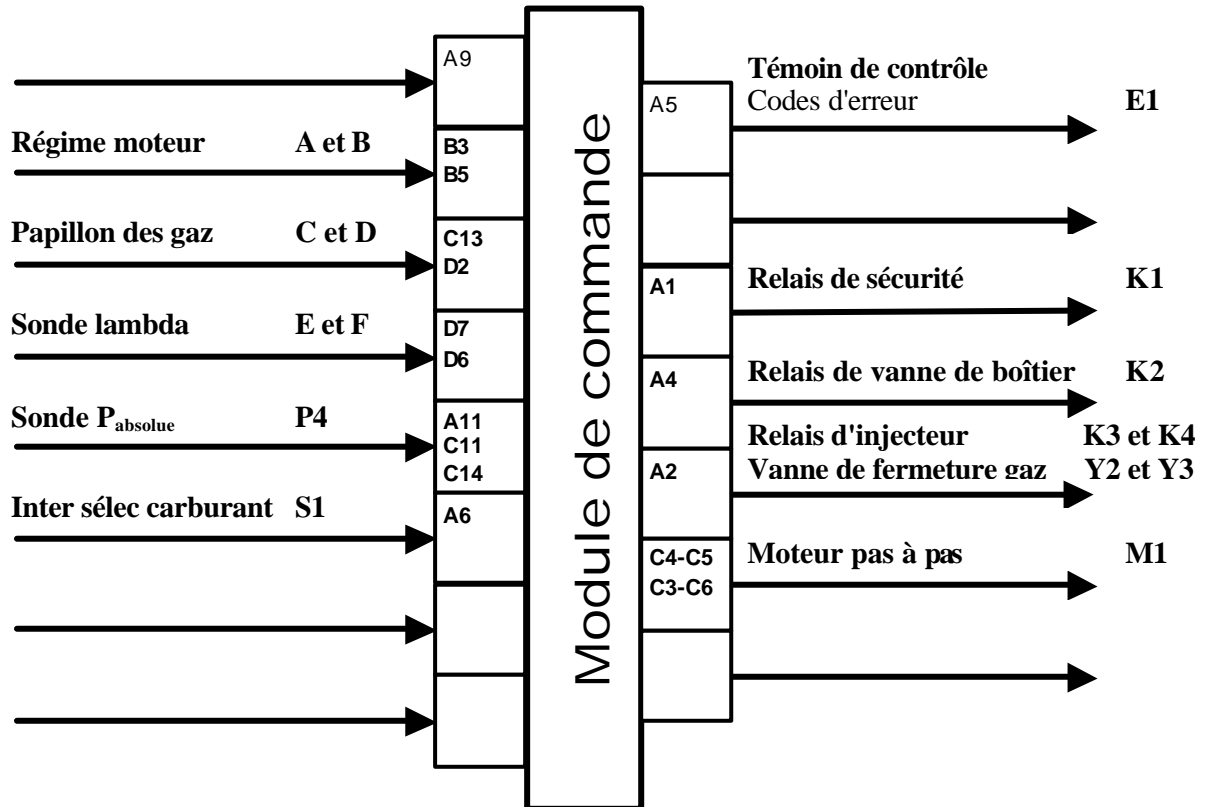 A9
Régime moteur A et B
B3
B5
Papillon des gaz C et D
C13
D2
Sonde lambda E et F
D7
D6
Sonde Pabsolue P4
A11
C11
C14
Inter sélec carburant S1
A6
Module de commande
A5
Témoin de contrôle
Codes d'erreur E1
A1
Relais de sécurité K1
A4
Relais de vanne de boîtier K2
A2
Relais d'injecteur K3 et K4
Vanne de fermeture gaz Y2 et Y3
C4-C5
C3-C6
Moteur pas à pas M1